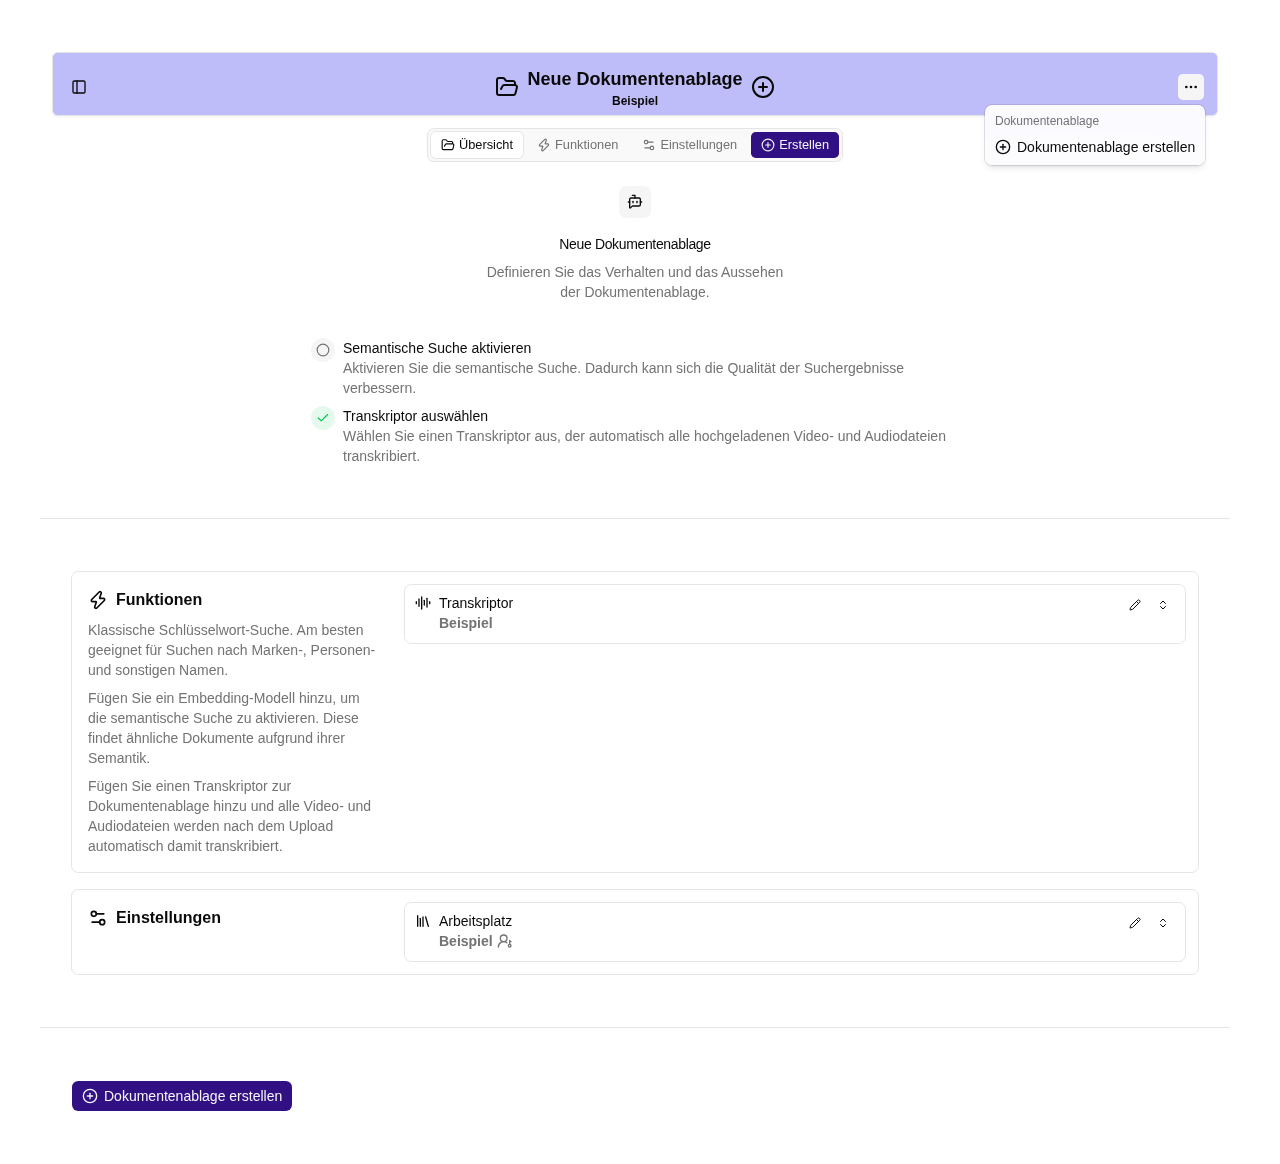 Neue Dokumentenablage
Beispiel
Dokumentenablage
Dokumentenablage erstellen
Übersicht
Funktionen
Einstellungen
Erstellen
Neue Dokumentenablage
Definieren Sie das Verhalten und das Aussehen
der Dokumentenablage.
Semantische Suche aktivieren
Aktivieren Sie die semantische Suche. Dadurch kann sich die Qualität der Suchergebnisse
verbessern.
Transkriptor auswählen
Wählen Sie einen Transkriptor aus, der automatisch alle hochgeladenen Video- und Audiodateien
transkribiert.
Funktionen
Klassische Schlüsselwort-Suche. Am besten
geeignet für Suchen nach Marken-, Personen-
und sonstigen Namen.
Fügen Sie ein Embedding-Modell hinzu, um
die semantische Suche zu aktivieren. Diese
findet ähnliche Dokumente aufgrund ihrer
Semantik.
Fügen Sie einen Transkriptor zur
Dokumentenablage hinzu und alle Video- und
Audiodateien werden nach dem Upload
automatisch damit transkribiert.
Transkriptor
Beispiel
Einstellungen
Arbeitsplatz
Beispiel
Dokumentenablage erstellen